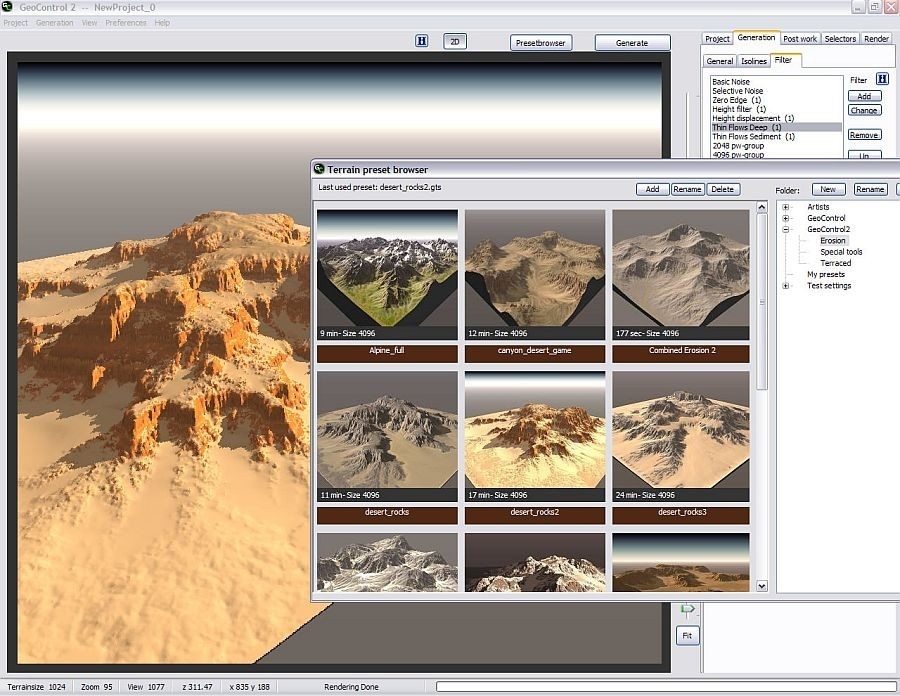 GeoControl 2 -- NewProject_0
Project Generation View Preferences Help
H 2D Presetbrowser Generate
Project Generation Post work Selectors Render
General Isolines Filter
Basic Noise
Selective Noise
Zero Edge (1)
Height filter (1)
Height displacement (1)
Thin Flows Deep (1)
Thin Flows Sediment (1)
2048 pw-group
4096 pw-group
Filter H
Add
Change
Remove
Up
Terrain preset browser
Last used preset: desert_rocks2.gts
Add Rename Delete
Folder: New Rename
9 min- Size 4096
Alpine_full
12 min- Size 4096
canyon_desert_game
177 sec- Size 4096
Combined Erosion 2
11 min- Size 4096
desert_rocks
17 min- Size 4096
desert_rocks2
24 min- Size 4096
desert_rocks3
Artists
GeoControl
GeoControl2
Erosion
Special tools
Terraced
My presets
Test settings
Fit
Terrainsize 1024 Zoom 95 View 1077 z 311.47 x 835 y 188 Rendering Done